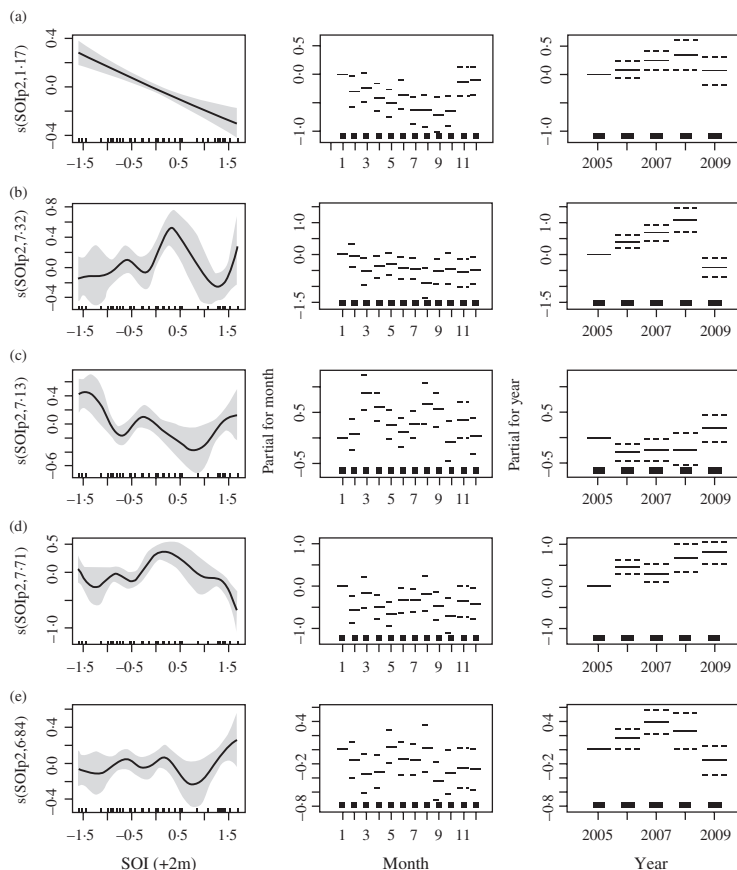 (a)
s(SOIp2,1·17)
0·4
0·0
−0·4
−1·5 −0·5 0·5 1·5
0·5
0·0
−1·0
1 3 5 7 9 11
0·5
0·0
−1·0
2005 2007 2009
(b)
s(SOIp2,7·32)
0·8
0·4
0·0
−0·4
−1·5 −0·5 0·5 1·5
1·0
0·0
−1·5
1 3 5 7 9 11
1·0
0·0
−1·5
2005 2007 2009
(c)
s(SOIp2,7·13)
0·4
−0·6
−1·5 −0·5 0·5 1·5
Partial for month
0·5
−0·5
1 3 5 7 9 11
Partial for year
0·5
−0·5
2005 2007 2009
(d)
s(SOIp2,7·71)
0·5
−1·0
−1·5 −0·5 0·5 1·5
1·0
0·0
−1·0
1 3 5 7 9 11
1·0
0·0
−1·0
2005 2007 2009
(e)
s(SOIp2,6·84)
0·4
0·0
−0·4
−1·5 −0·5 0·5 1·5
0·4
−0·2
−0·8
1 3 5 7 9 11
0·4
−0·2
−0·8
2005 2007 2009
SOI (+2m) Month Year